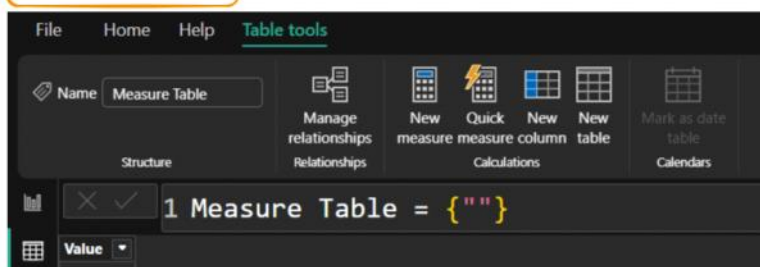 File Home Help Table tools
Name Measure Table
Manage relationships
New measure
Quick measure
New column
New table
Mark as date table
Structure Relationships Calculations Calendars
1 Measure Table = {""}
Value